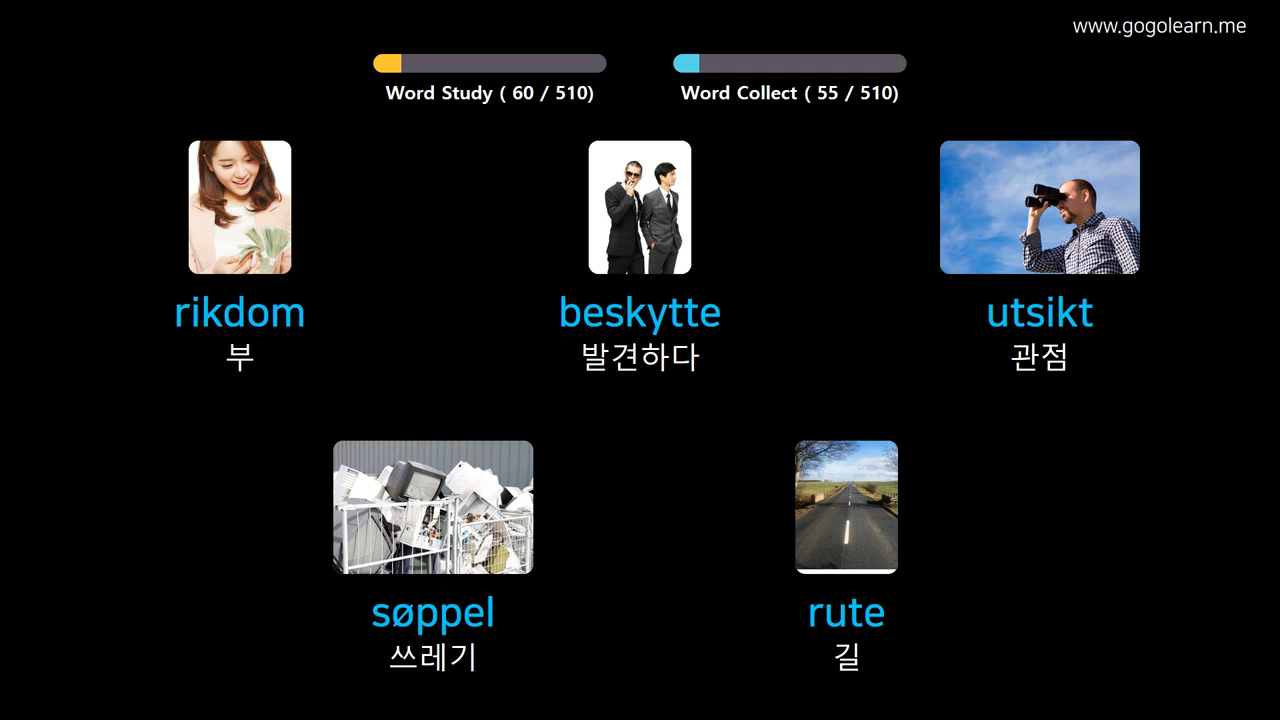 www.gogolearn.me
Word Study ( 60 / 510)
Word Collect ( 55 / 510)
rikdom
부
beskytte
발견하다
utsikt
관점
søppel
쓰레기
rute
길